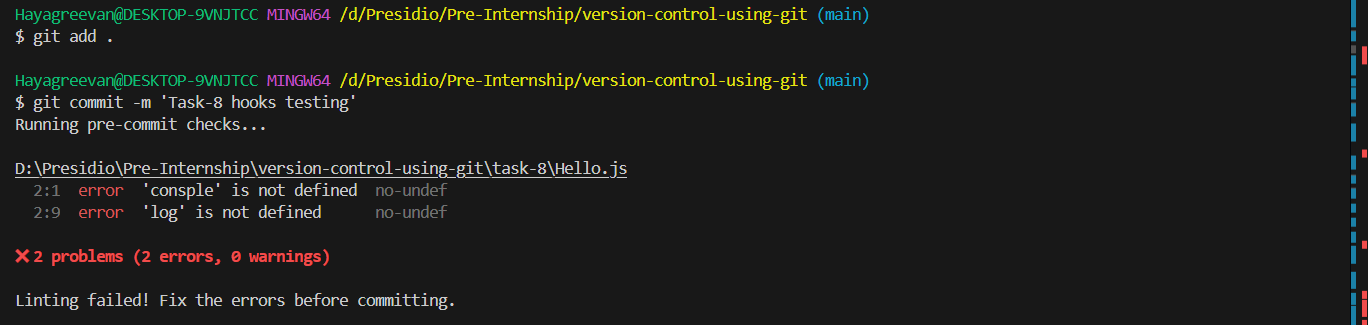 Hayagreevan@DESKTOP-9VNJTCC MINGW64 /d/Presidio/Pre-Internship/version-control-using-git (main)
$ git add .
Hayagreevan@DESKTOP-9VNJTCC MINGW64 /d/Presidio/Pre-Internship/version-control-using-git (main)
$ git commit -m 'Task-8 hooks testing'
Running pre-commit checks...
D:\Presidio\Pre-Internship\version-control-using-git\task-8\Hello.js
2:1 error 'consple' is not defined no-undef
2:9 error 'log' is not defined no-undef
✖ 2 problems (2 errors, 0 warnings)
Linting failed! Fix the errors before committing.